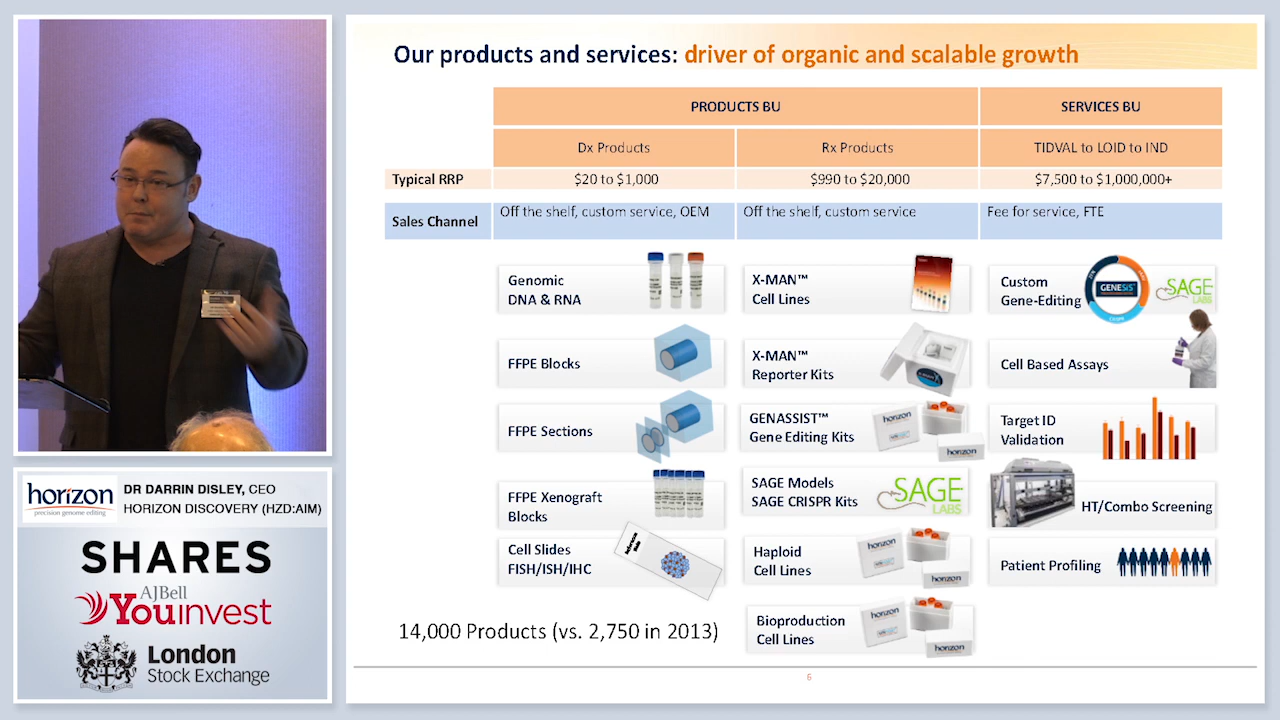 Our products and services: driver of organic and scalable growth
PRODUCTS BU
SERVICES BU
Dx Products
Rx Products
TIDVAL to LOID to IND
Typical RRP
$20 to $1,000
$990 to $20,000
$7,500 to $1,000,000+
Sales Channel
Off the shelf, custom service, OEM
Off the shelf, custom service
Fee for service, FTE
Genomic
DNA & RNA
FFPE Blocks
FFPE Sections
FFPE Xenograft
Blocks
Cell Slides
FISH/ISH/IHC
X-MAN™
Cell Lines
X-MAN™
Reporter Kits
GENASSIST™
Gene Editing Kits
horizon
horizon
SAGE Models
SAGE CRISPR Kits
SAGE
LABS
Haploid
Cell Lines
horizon
horizon
Bioproduction
Cell Lines
horizon
horizon
Custom
Gene-Editing
GENESIS
SAGE
LABS
Cell Based Assays
Target ID
Validation
HT/Combo Screening
Patient Profiling
14,000 Products (vs. 2,750 in 2013)
6
horizon
precision genome editing
DR DARRIN DISLEY, CEO
HORIZON DISCOVERY (HZD:AIM)
SHARES
AJBell
Youinvest
London
Stock Exchange